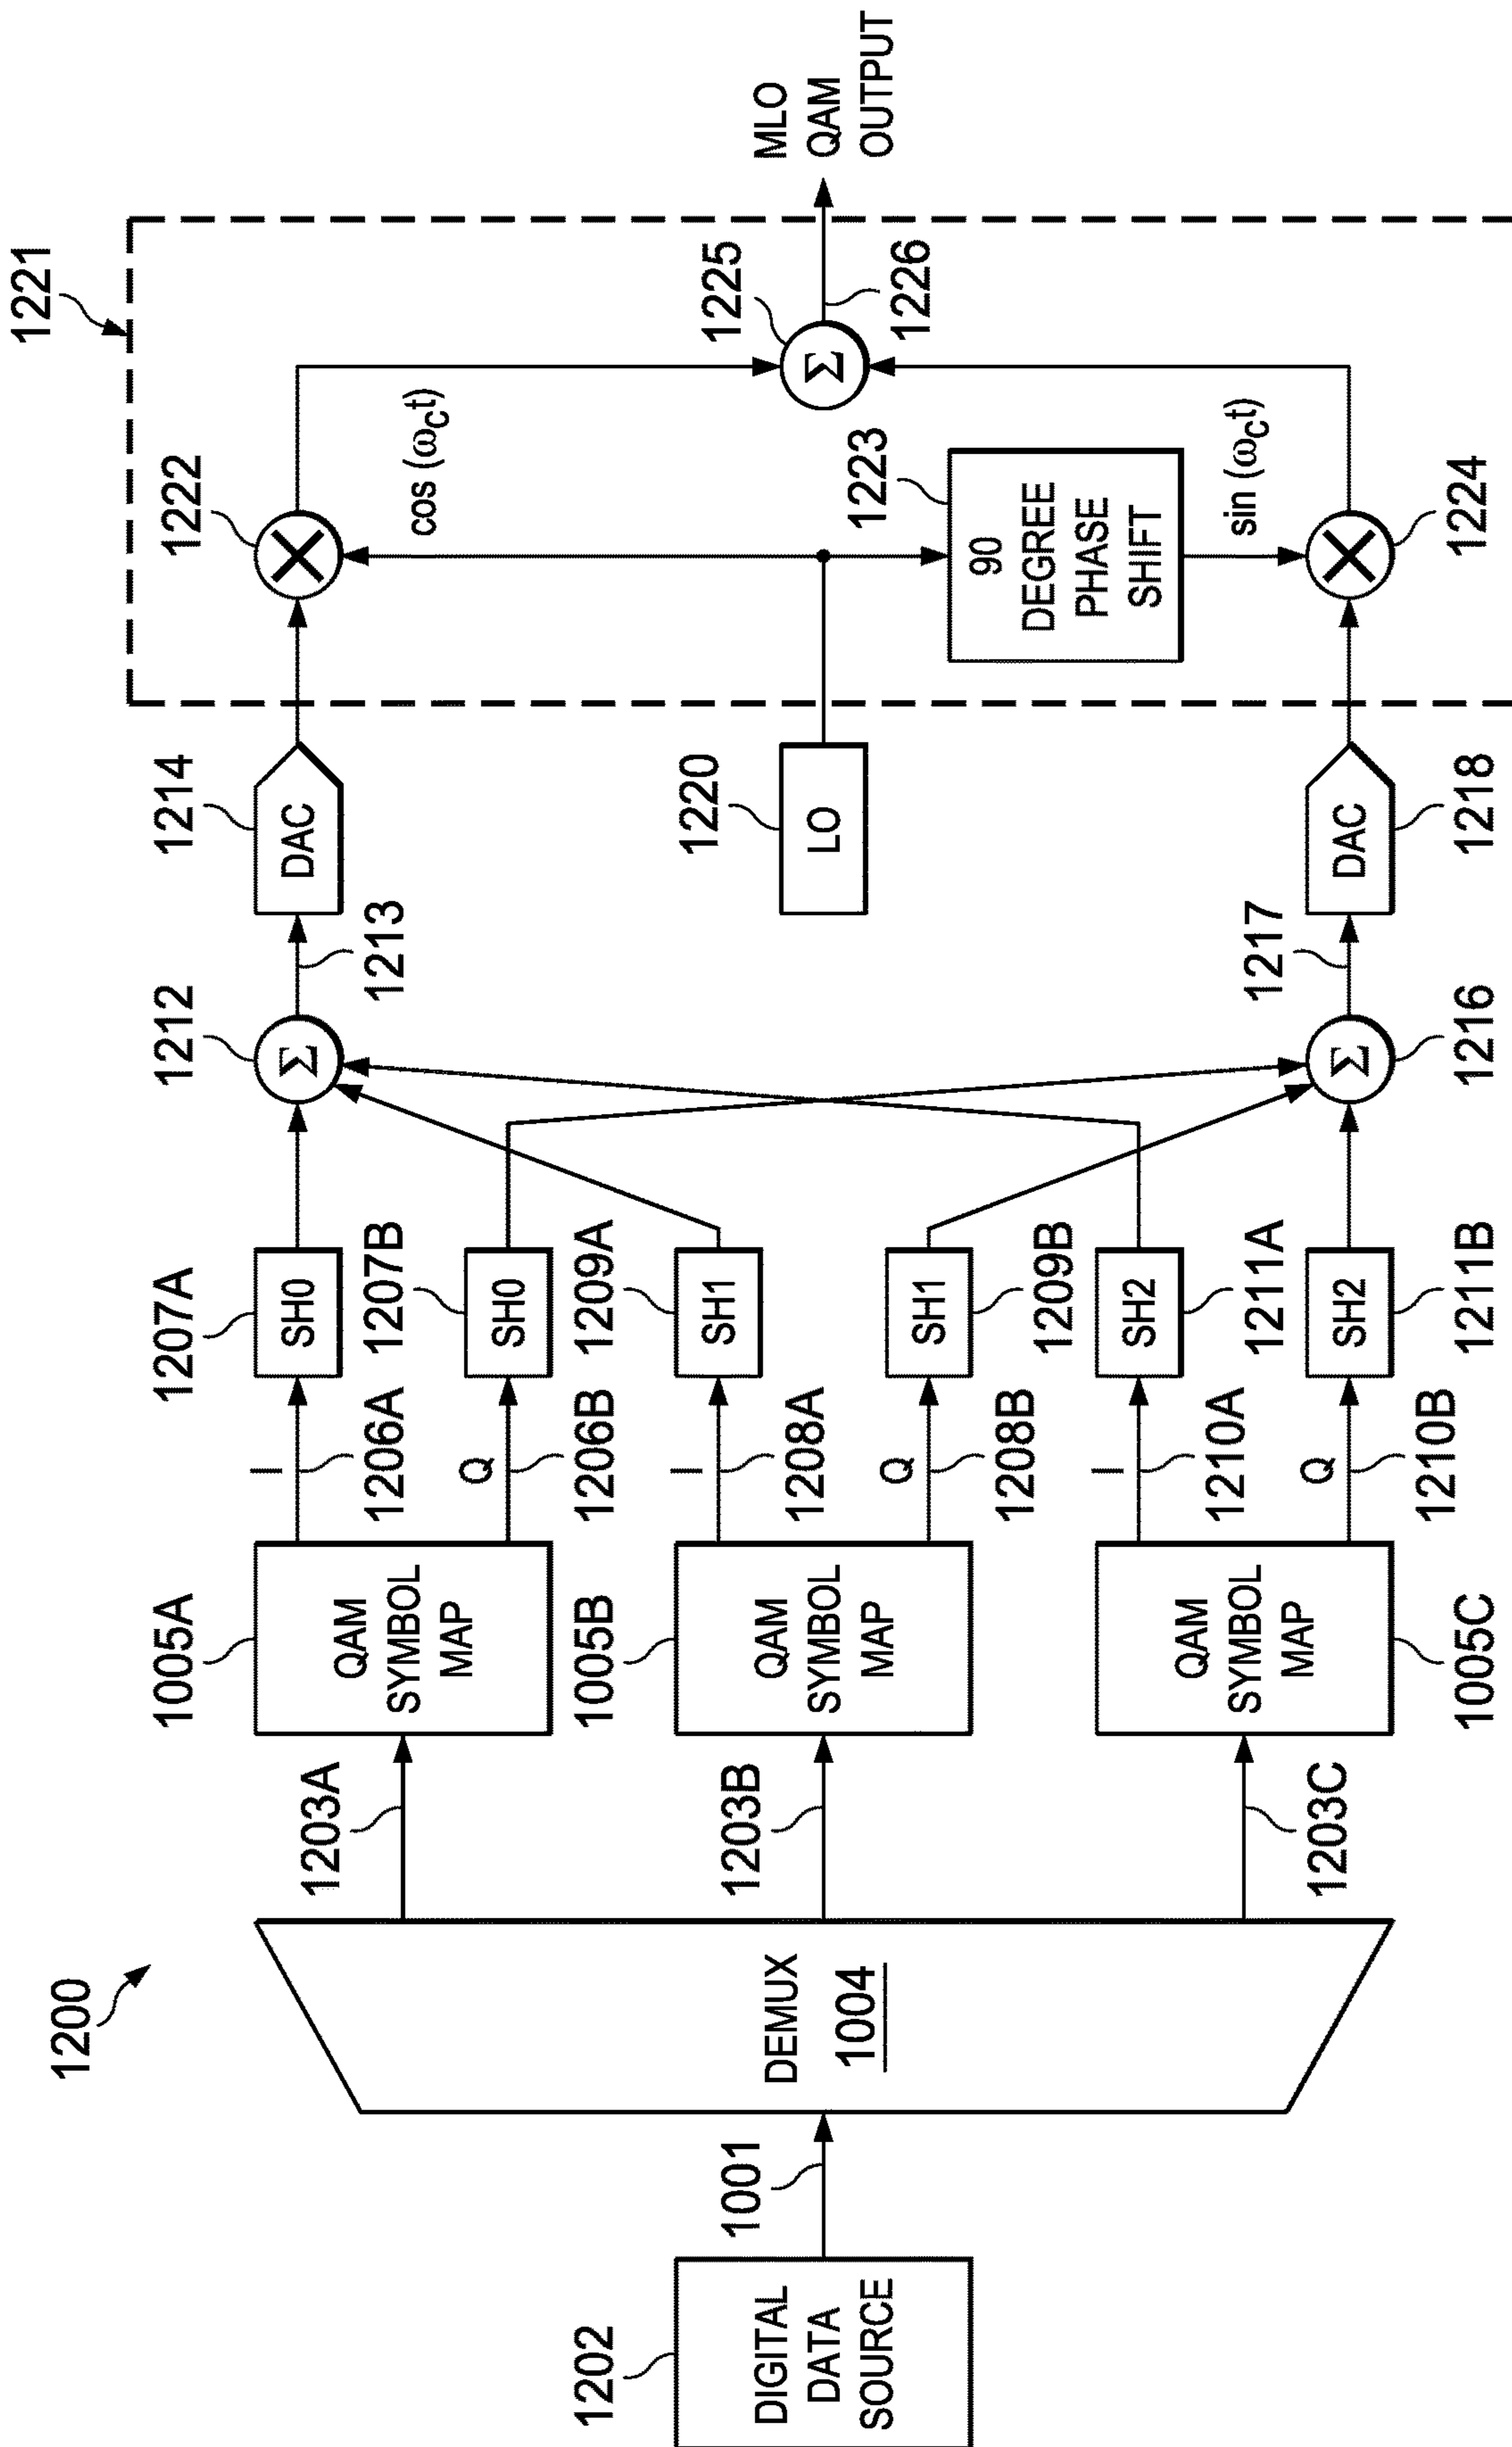 1200
1202
DIGITAL
DATA
SOURCE
1001
DEMUX
1004
1203A
1203B
1203C
1005A
QAM
SYMBOL
MAP
1005B
QAM
SYMBOL
MAP
1005C
QAM
SYMBOL
MAP
I
1206A
Q
1206B
I
1208A
Q
1208B
I
1210A
Q
1210B
1207A
SH0
1207B
SH0
1209A
SH1
1209B
SH1
1211A
SH2
1211B
SH2
1212
Σ
1213
1216
Σ
1217
1214
DAC
1218
DAC
1220
LO
1221
1222
cos (ωct)
1223
90
DEGREE
PHASE
SHIFT
sin (ωct)
1224
1225
Σ
1226
MLO
QAM
OUTPUT